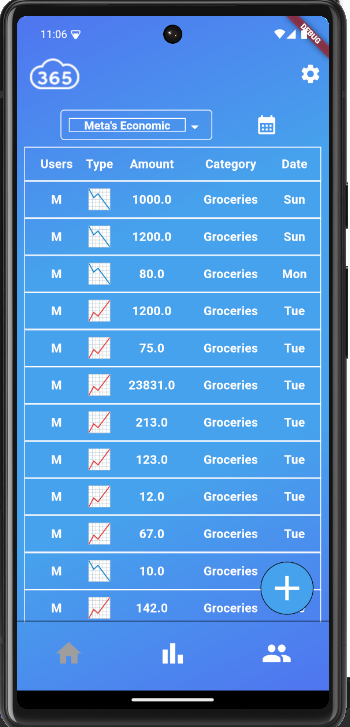 11:06
DEBUG
365
Meta's Economic
Users Type Amount Category Date
M 1000.0 Groceries Sun
M 1200.0 Groceries Sun
M 80.0 Groceries Mon
M 1200.0 Groceries Tue
M 75.0 Groceries Tue
M 23831.0 Groceries Tue
M 213.0 Groceries Tue
M 123.0 Groceries Tue
M 12.0 Groceries Tue
M 67.0 Groceries Tue
M 10.0 Groceries
M 142.0 Groceries